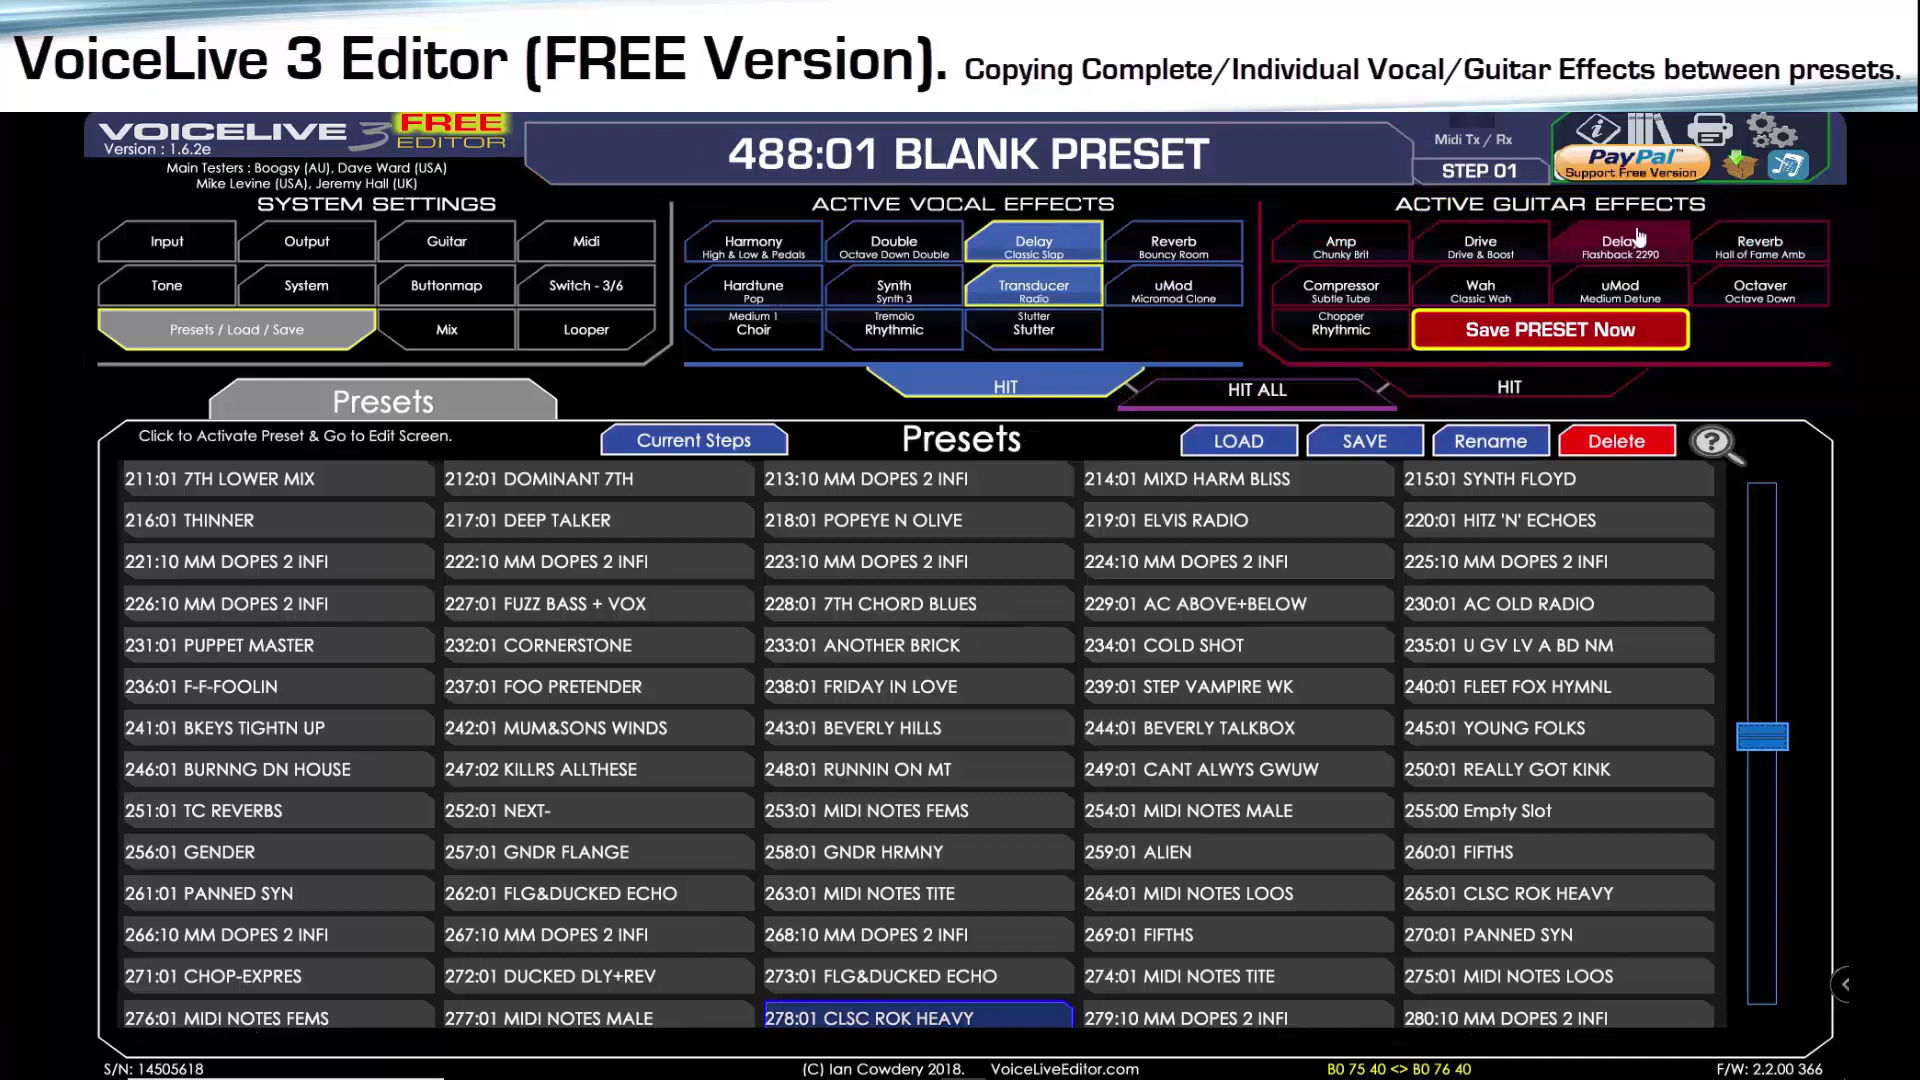 VoiceLive 3 Editor (FREE Version). Copying Complete/Individual Vocal/Guitar Effects between presets.
VOICELIVE 3 FREE EDITOR
Version : 1.6.2e
Main Testers : Boogsy (AU), Dave Ward (USA)
Mike Levine (USA), Jeremy Hall (UK)
488:01 BLANK PRESET
Midi Tx / Rx
STEP 01
PayPal™
Support Free Version
SYSTEM SETTINGS
Input Output Guitar Midi
Tone System Buttonmap Switch - 3/6
Presets / Load / Save Mix Looper
ACTIVE VOCAL EFFECTS
Harmony Double Delay Reverb
High & Low & Pedals Octave Down Double Classic Slap Bouncy Room
Hardtune Synth Transducer uMod
Pop Synth 3 Radio Micromod Clone
Medium 1 Tremolo Stutter
Choir Rhythmic Stutter
ACTIVE GUITAR EFFECTS
Amp Drive Delay Reverb
Chunky Brit Drive & Boost Flashback 2290 Hall of Fame Amb
Compressor Wah uMod Octaver
Subtle Tube Classic Wah Medium Detune Octave Down
Chopper
Rhythmic Save PRESET Now
HIT HIT ALL HIT
Presets
Click to Activate Preset & Go to Edit Screen.
Current Steps Presets LOAD SAVE Rename Delete ?
211:01 7TH LOWER MIX 212:01 DOMINANT 7TH 213:10 MM DOPES 2 INFI 214:01 MIXD HARM BLISS 215:01 SYNTH FLOYD
216:01 THINNER 217:01 DEEP TALKER 218:01 POPEYE N OLIVE 219:01 ELVIS RADIO 220:01 HITZ 'N' ECHOES
221:10 MM DOPES 2 INFI 222:10 MM DOPES 2 INFI 223:10 MM DOPES 2 INFI 224:10 MM DOPES 2 INFI 225:10 MM DOPES 2 INFI
226:10 MM DOPES 2 INFI 227:01 FUZZ BASS + VOX 228:01 7TH CHORD BLUES 229:01 AC ABOVE+BELOW 230:01 AC OLD RADIO
231:01 PUPPET MASTER 232:01 CORNERSTONE 233:01 ANOTHER BRICK 234:01 COLD SHOT 235:01 U GV LV A BD NM
236:01 F-F-FOOLIN 237:01 FOO PRETENDER 238:01 FRIDAY IN LOVE 239:01 STEP VAMPIRE WK 240:01 FLEET FOX HYMNL
241:01 BKEYS TIGHTN UP 242:01 MUM&SONS WINDS 243:01 BEVERLY HILLS 244:01 BEVERLY TALKBOX 245:01 YOUNG FOLKS
246:01 BURNNG DN HOUSE 247:02 KILLRS ALLTHESE 248:01 RUNNIN ON MT 249:01 CANT ALWYS GWUW 250:01 REALLY GOT KINK
251:01 TC REVERBS 252:01 NEXT- 253:01 MIDI NOTES FEMS 254:01 MIDI NOTES MALE 255:00 Empty Slot
256:01 GENDER 257:01 GNDR FLANGE 258:01 GNDR HRMNY 259:01 ALIEN 260:01 FIFTHS
261:01 PANNED SYN 262:01 FLG&DUCKED ECHO 263:01 MIDI NOTES TITE 264:01 MIDI NOTES LOOS 265:01 CLSC ROK HEAVY
266:10 MM DOPES 2 INFI 267:10 MM DOPES 2 INFI 268:10 MM DOPES 2 INFI 269:01 FIFTHS 270:01 PANNED SYN
271:01 CHOP-EXPRES 272:01 DUCKED DLY+REV 273:01 FLG&DUCKED ECHO 274:01 MIDI NOTES TITE 275:01 MIDI NOTES LOOS
276:01 MIDI NOTES FEMS 277:01 MIDI NOTES MALE 278:01 CLSC ROK HEAVY 279:10 MM DOPES 2 INFI 280:10 MM DOPES 2 INFI
S/N: 14505618 (C) Ian Cowdery 2018. VoiceLiveEditor.com B0 75 40 <> B0 76 40 F/W: 2.2.00 366